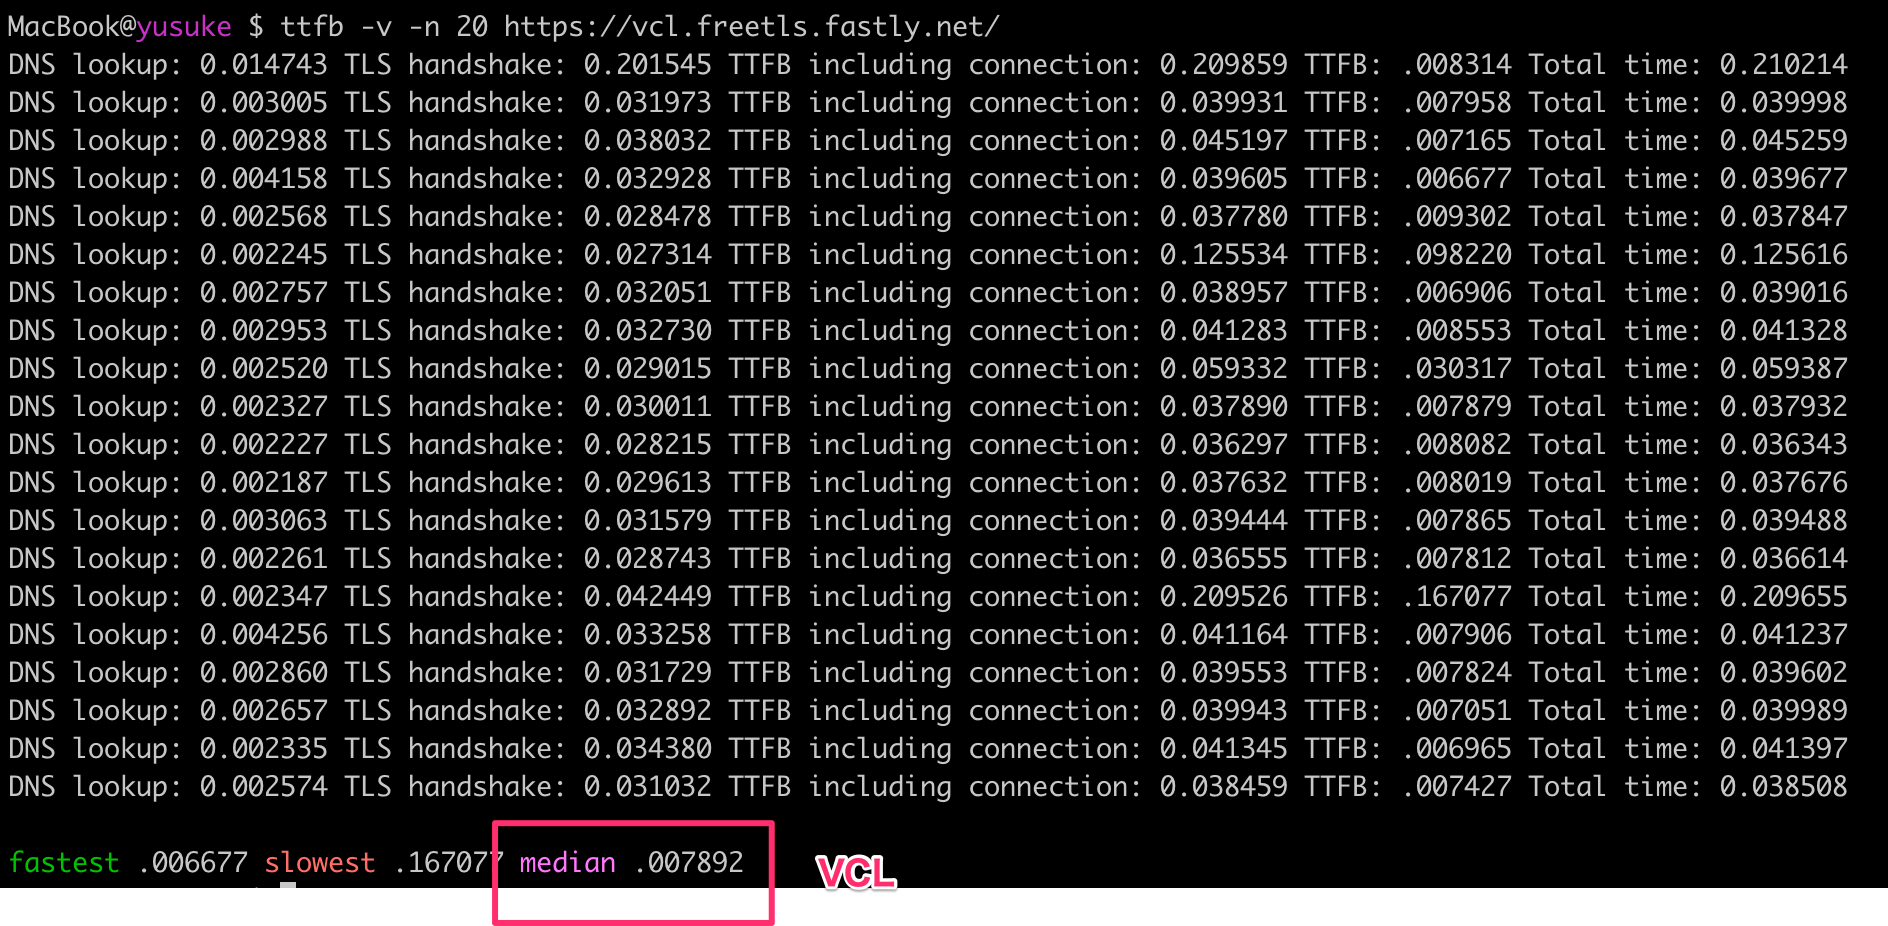 MacBook@yusuke $ ttfb -v -n 20 https://vcl.freetls.fastly.net/
DNS lookup: 0.014743 TLS handshake: 0.201545 TTFB including connection: 0.209859 TTFB: .008314 Total time: 0.210214
DNS lookup: 0.003005 TLS handshake: 0.031973 TTFB including connection: 0.039931 TTFB: .007958 Total time: 0.039998
DNS lookup: 0.002988 TLS handshake: 0.038032 TTFB including connection: 0.045197 TTFB: .007165 Total time: 0.045259
DNS lookup: 0.004158 TLS handshake: 0.032928 TTFB including connection: 0.039605 TTFB: .006677 Total time: 0.039677
DNS lookup: 0.002568 TLS handshake: 0.028478 TTFB including connection: 0.037780 TTFB: .009302 Total time: 0.037847
DNS lookup: 0.002245 TLS handshake: 0.027314 TTFB including connection: 0.125534 TTFB: .098220 Total time: 0.125616
DNS lookup: 0.002757 TLS handshake: 0.032051 TTFB including connection: 0.038957 TTFB: .006906 Total time: 0.039016
DNS lookup: 0.002953 TLS handshake: 0.032730 TTFB including connection: 0.041283 TTFB: .008553 Total time: 0.041328
DNS lookup: 0.002520 TLS handshake: 0.029015 TTFB including connection: 0.059332 TTFB: .030317 Total time: 0.059387
DNS lookup: 0.002327 TLS handshake: 0.030011 TTFB including connection: 0.037890 TTFB: .007879 Total time: 0.037932
DNS lookup: 0.002227 TLS handshake: 0.028215 TTFB including connection: 0.036297 TTFB: .008082 Total time: 0.036343
DNS lookup: 0.002187 TLS handshake: 0.029613 TTFB including connection: 0.037632 TTFB: .008019 Total time: 0.037676
DNS lookup: 0.003063 TLS handshake: 0.031579 TTFB including connection: 0.039444 TTFB: .007865 Total time: 0.039488
DNS lookup: 0.002261 TLS handshake: 0.028743 TTFB including connection: 0.036555 TTFB: .007812 Total time: 0.036614
DNS lookup: 0.002347 TLS handshake: 0.042449 TTFB including connection: 0.209526 TTFB: .167077 Total time: 0.209655
DNS lookup: 0.004256 TLS handshake: 0.033258 TTFB including connection: 0.041164 TTFB: .007906 Total time: 0.041237
DNS lookup: 0.002860 TLS handshake: 0.031729 TTFB including connection: 0.039553 TTFB: .007824 Total time: 0.039602
DNS lookup: 0.002657 TLS handshake: 0.032892 TTFB including connection: 0.039943 TTFB: .007051 Total time: 0.039989
DNS lookup: 0.002335 TLS handshake: 0.034380 TTFB including connection: 0.041345 TTFB: .006965 Total time: 0.041397
DNS lookup: 0.002574 TLS handshake: 0.031032 TTFB including connection: 0.038459 TTFB: .007427 Total time: 0.038508
fastest .006677 slowest .167077 median .007892 VCL